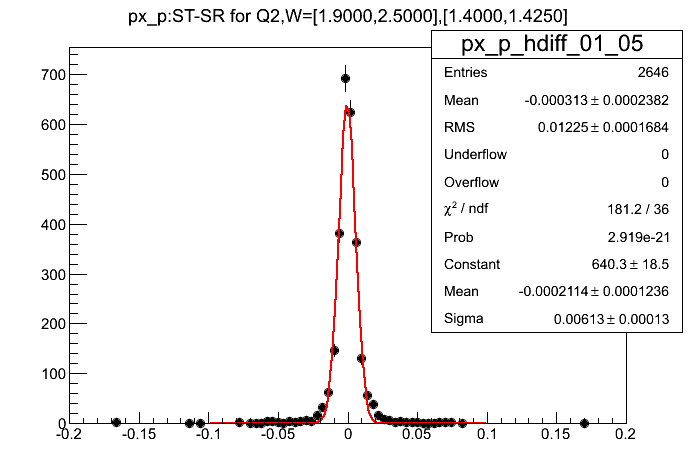 px_p:ST-SR for Q2,W=[1.9000,2.5000],[1.4000,1.4250]
px_p_hdiff_01_05
Entries 2646
Mean -0.000313 ± 0.0002382
RMS 0.01225 ± 0.0001684
Underflow 0
Overflow 0
χ² / ndf 181.2 / 36
Prob 2.919e-21
Constant 640.3 ± 18.5
Mean -0.0002114 ± 0.0001236
Sigma 0.00613 ± 0.00013
700
600
500
400
300
200
100
0
-0.2 -0.15 -0.1 -0.05 0 0.05 0.1 0.15 0.2